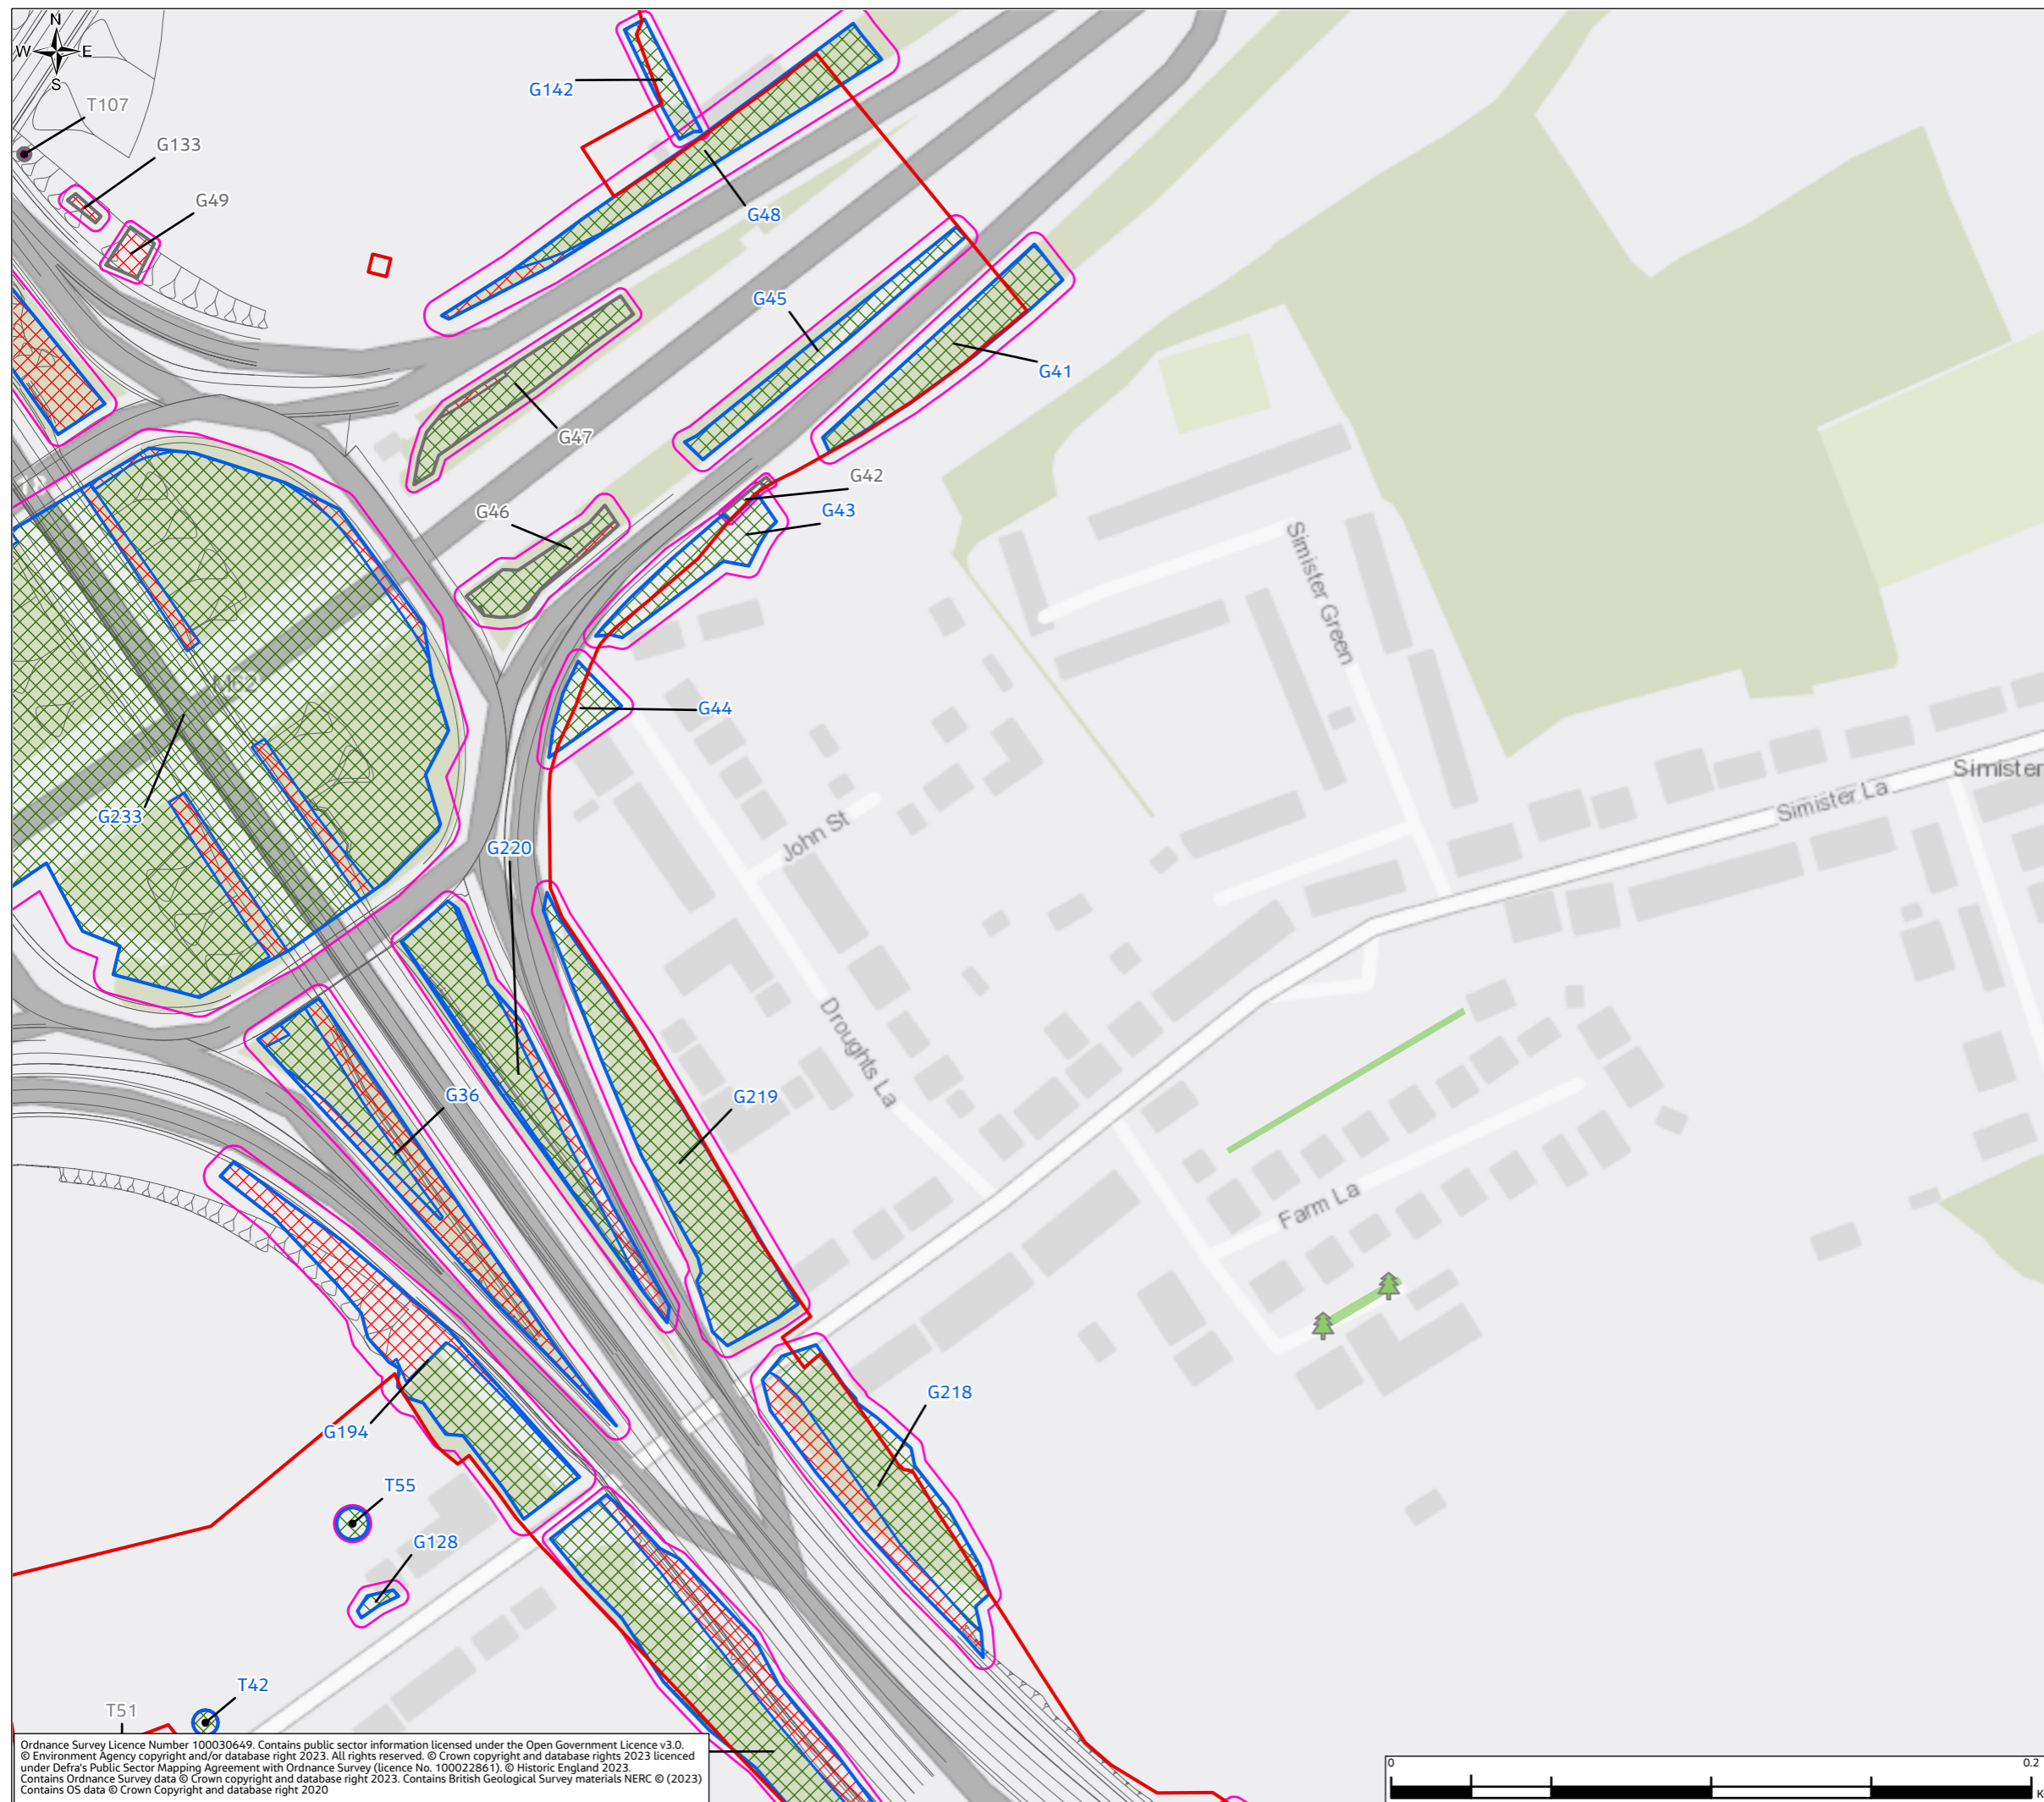 N
W E
S
T107
G133
G49
G142
G48
G45
G41
G47
G42
G43
G46
G44
M62
G233
G220
Simister Green
John St
Simister La
Simister
Droughts La
G36
G219
Farm La
G194
G218
T55
G128
T42
T51
Ordnance Survey Licence Number 100030649. Contains public sector information licensed under the Open Government Licence v3.0.
© Environment Agency copyright and/or database right 2023. All rights reserved. © Crown copyright and database rights 2023 licenced
under Defra's Public Sector Mapping Agreement with Ordnance Survey (licence No. 100022861). © Historic England 2023.
Contains Ordnance Survey data © Crown copyright and database right 2023. Contains British Geological Survey materials NERC © (2023)
Contains OS data © Crown Copyright and database right 2020
0 0.2
K